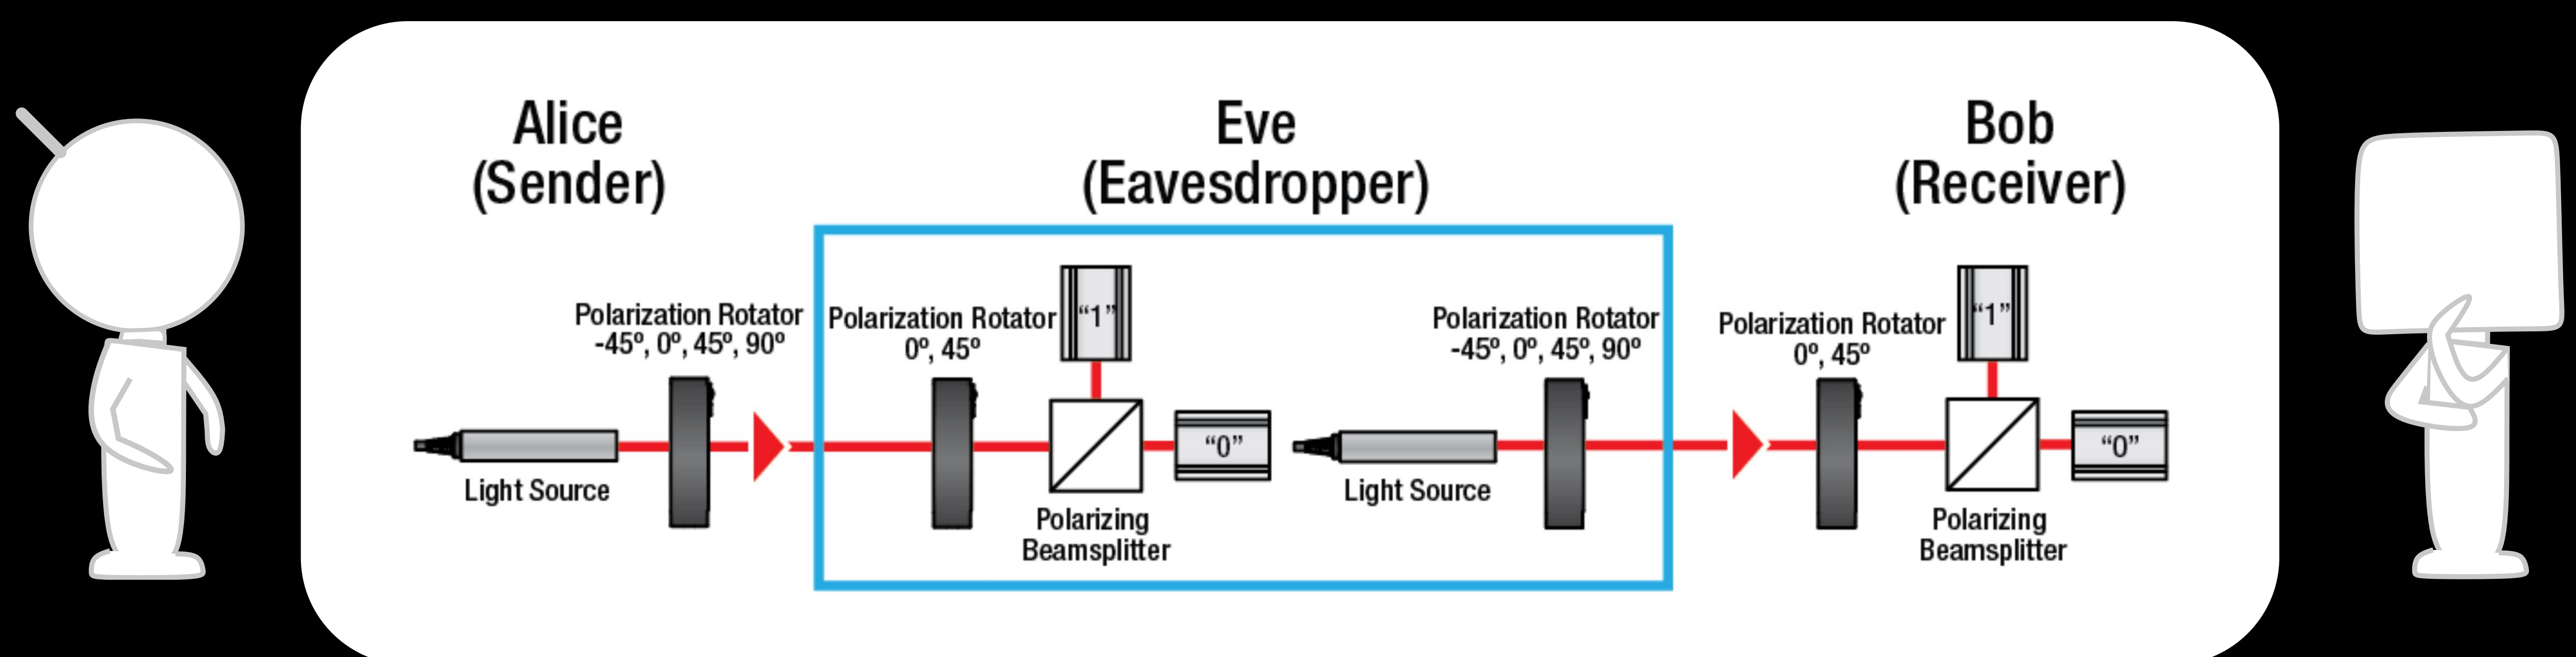 Alice
(Sender)
Eve
(Eavesdropper)
Bob
(Receiver)
Polarization Rotator
-45º, 0º, 45º, 90º
Light Source
Polarization Rotator
0º, 45º
“1”
“0”
Polarizing
Beamsplitter
Light Source
Polarization Rotator
-45º, 0º, 45º, 90º
Polarization Rotator
0º, 45º
“1”
“0”
Polarizing
Beamsplitter